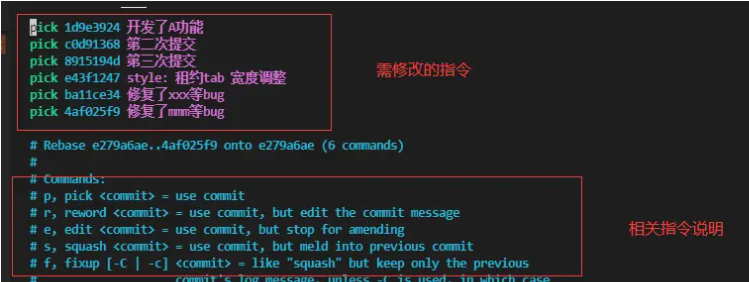 pick 1d9e3924 开发了A功能
pick c0d91368 第二次提交
pick 8915194d 第三次提交
pick e43f1247 style: 租约tab 宽度调整
pick ba11ce34 修复了xxx等bug
pick 4af025f9 修复了mmm等bug
需修改的指令
# Rebase e279a6ae..4af025f9 onto e279a6ae (6 commands)
#
# Commands:
# p, pick <commit> = use commit
# r, reword <commit> = use commit, but edit the commit message
# e, edit <commit> = use commit, but stop for amending
# s, squash <commit> = use commit, but meld into previous commit
# f, fixup [-C | -c] <commit> = like "squash" but keep only the previous
# commit's log message, unless -C is used, in which case
相关指令说明